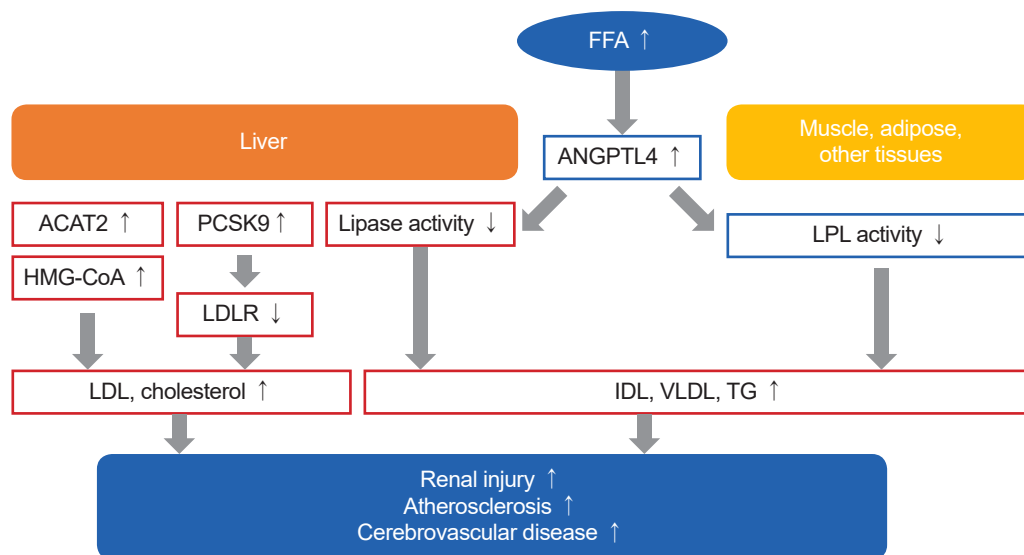 FFA ↑
Liver
ANGPTL4 ↑
Muscle, adipose,
other tissues
ACAT2 ↑
PCSK9 ↑
Lipase activity ↓
LPL activity ↓
HMG-CoA ↑
LDLR ↓
LDL, cholesterol ↑
IDL, VLDL, TG ↑
Renal injury ↑
Atherosclerosis ↑
Cerebrovascular disease ↑